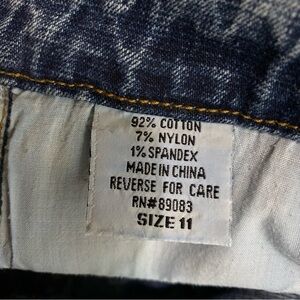 92% COTTON
7% NYLON
1% SPANDEX
MADE IN CHINA
REVERSE FOR CARE
RN#89083
SIZE 11